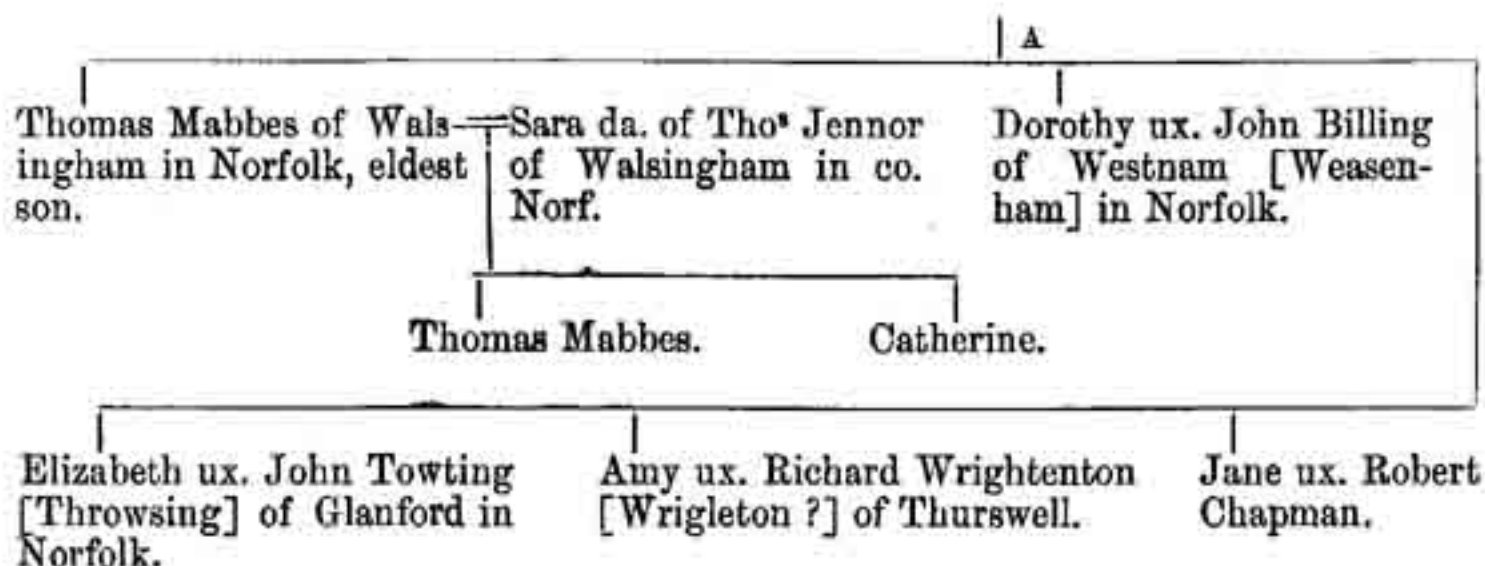 A
Thomas Mabbes of Wals-
ingham in Norfolk, eldest
son.
Sara da. of Thoˢ Jennor
of Walsingham in co.
Norf.
Dorothy ux. John Billing
of Westnam [Weasen-
ham] in Norfolk.
Thomas Mabbes.
Catherine.
Elizabeth ux. John Towting
[Throwsing] of Glanford in
Norfolk.
Amy ux. Richard Wrightenton
[Wrigleton ?] of Thurswell.
Jane ux. Robert
Chapman.